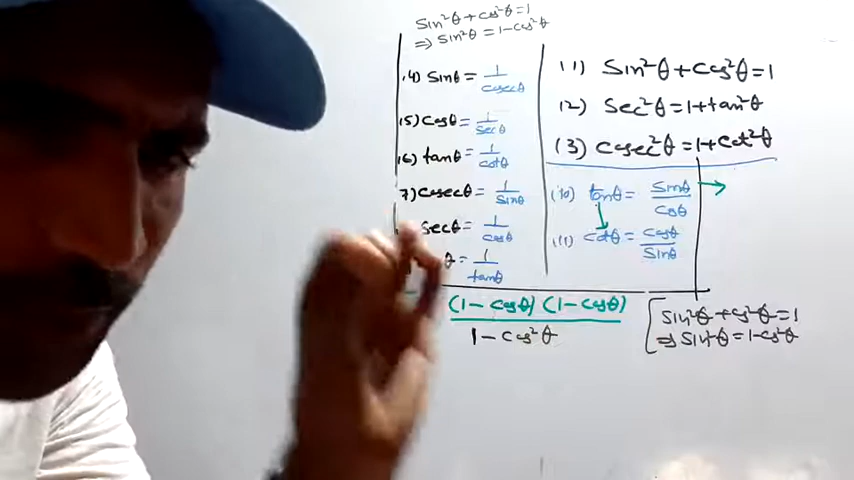 Sin²θ + cos²θ = 1
⇒ Sin²θ = 1 - cos²θ
(4) Sinθ = 1/cosecθ
(5) Cosθ = 1/Secθ
(6) tanθ = 1/cotθ
7) Cosecθ = 1/Sinθ
secθ = 1/cosθ
θ = 1/tanθ
(1) Sin²θ + Cos²θ = 1
(2) Sec²θ = 1 + tan²θ
(3) Cosec²θ = 1 + Cot²θ
(10) tanθ = Sinθ/Cosθ →
(11) Cotθ = Cosθ/Sinθ
(1 - Cosθ) (1 - Cosθ)
1 - Cos²θ
Sin²θ + cos²θ = 1
⇒ Sin²θ = 1 - cos²θ